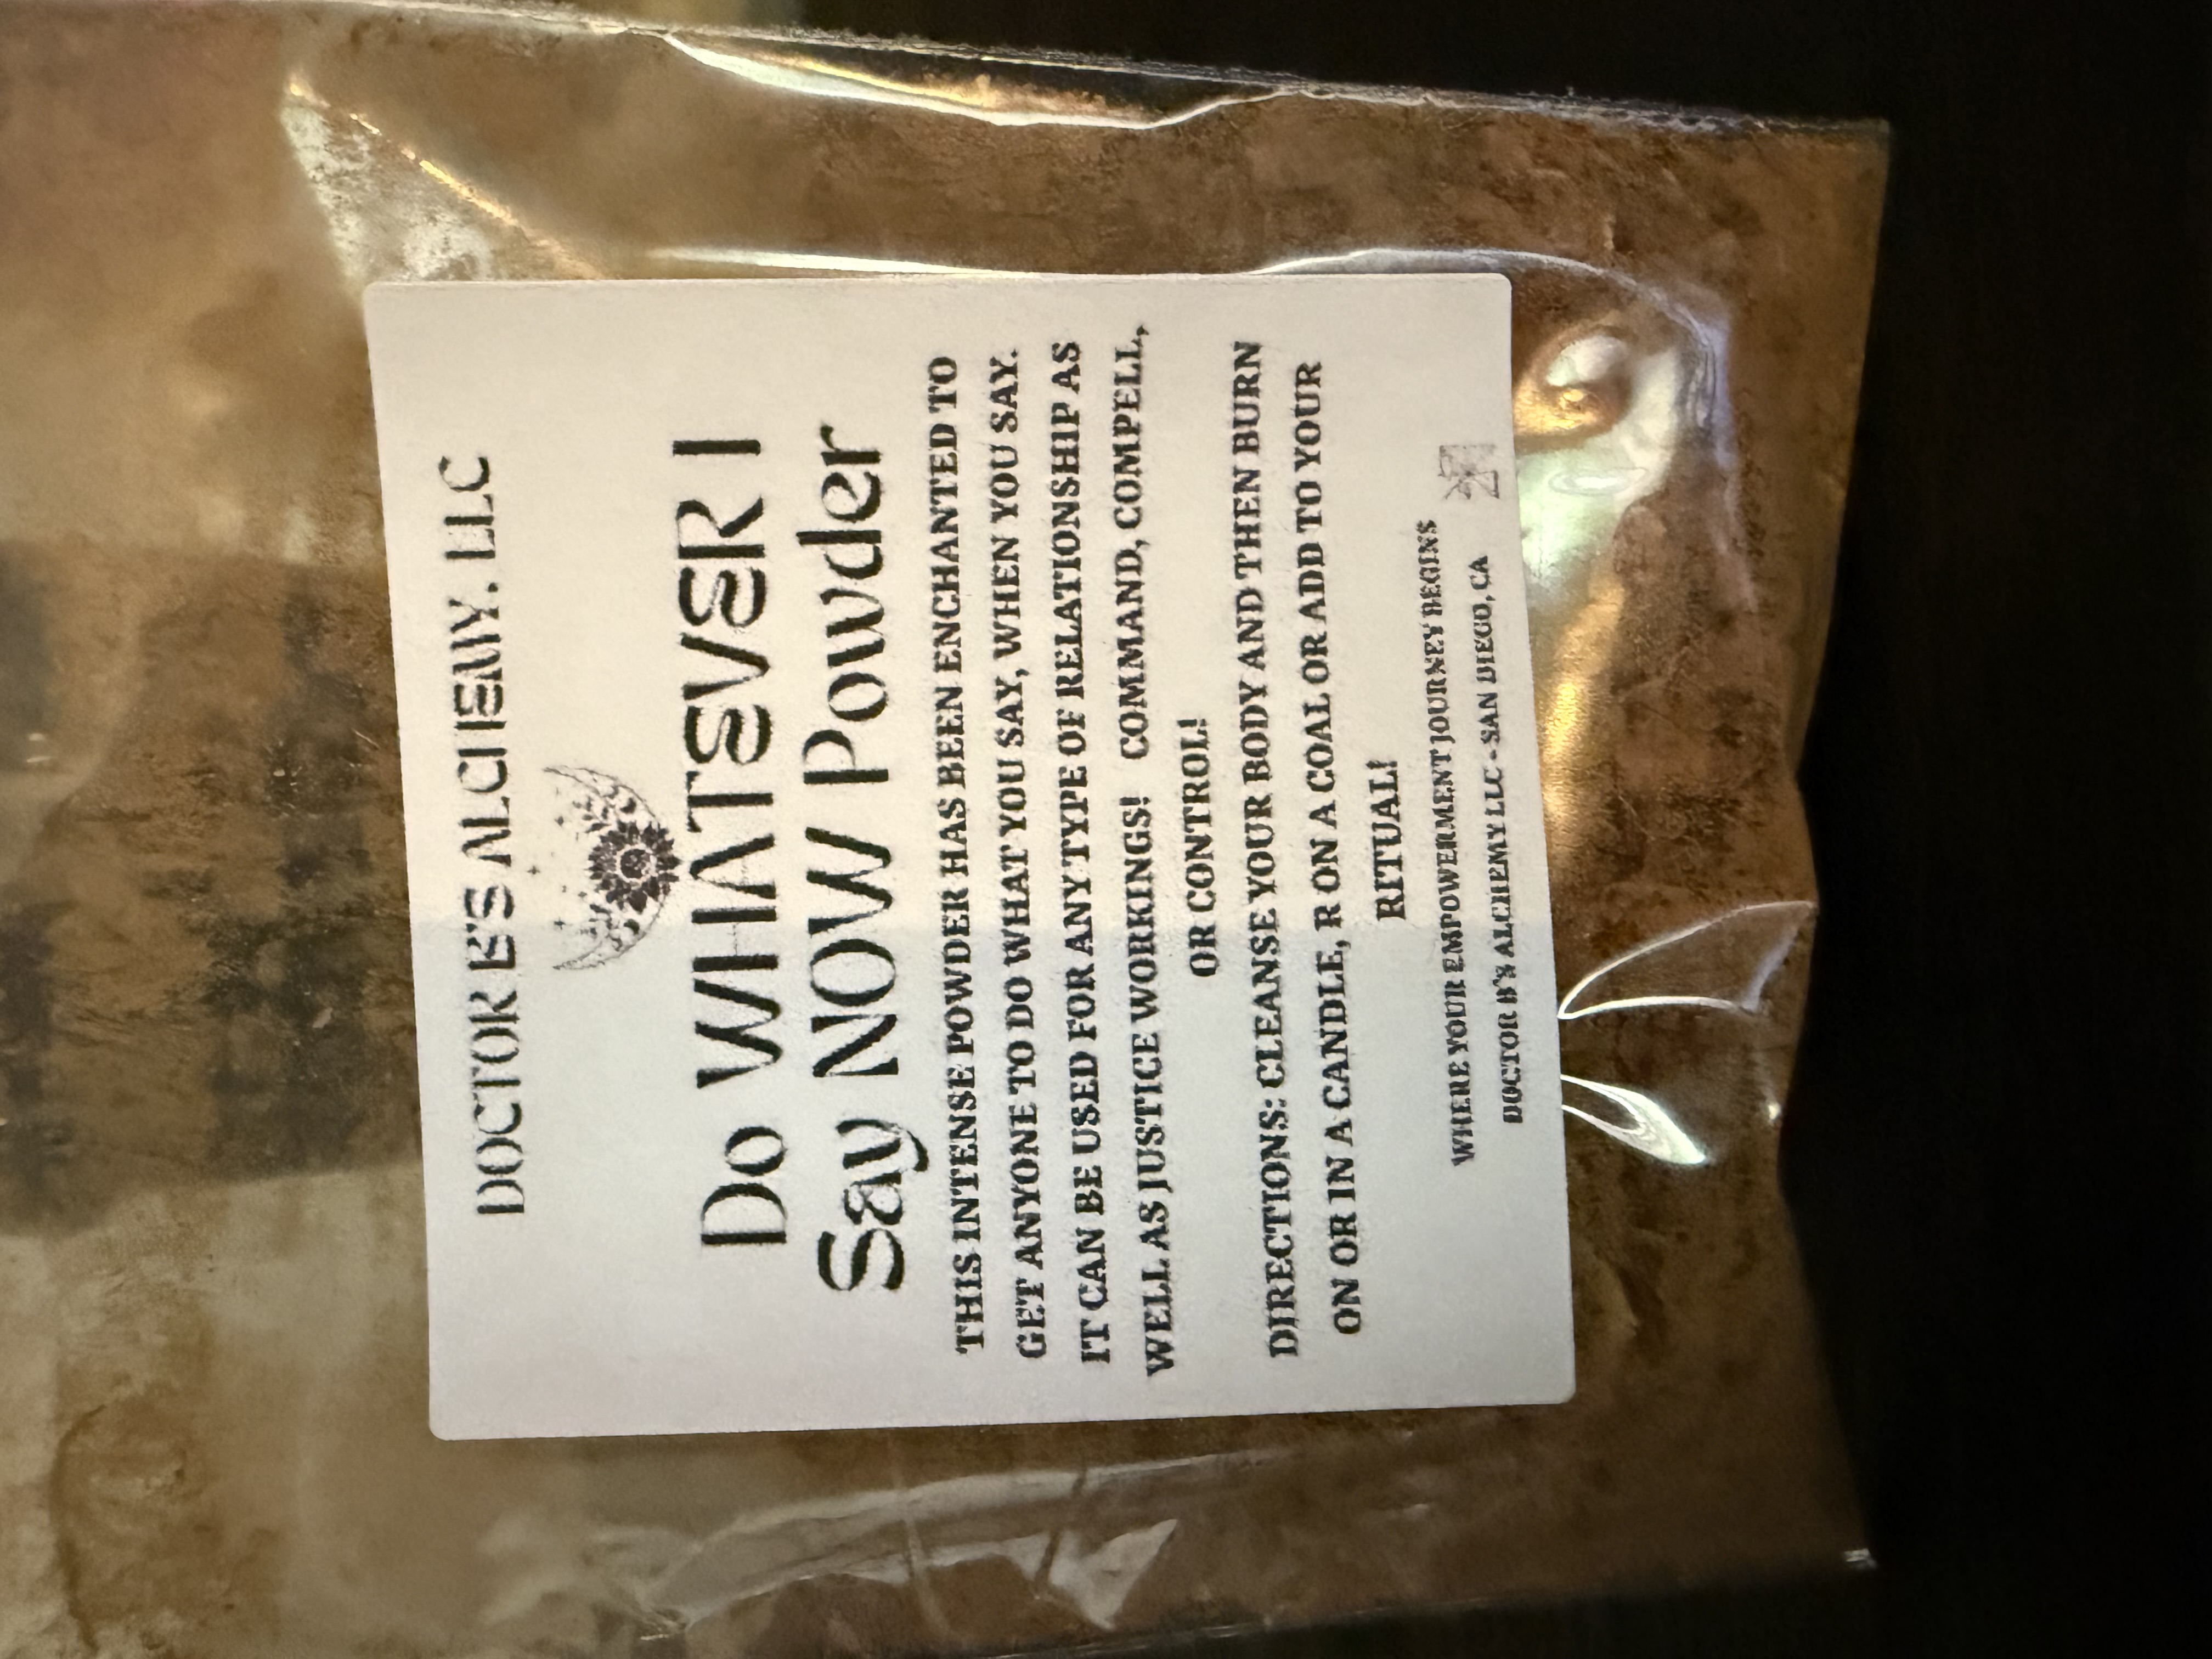 DOCTOR B'S ALCHEMY, LLC
Do WHATEVER I
Say NOW Powder
THIS INTENSE POWDER HAS BEEN ENCHANTED TO
GET ANYONE TO DO WHAT YOU SAY, WHEN YOU SAY.
IT CAN BE USED FOR ANY TYPE OF RELATIONSHIP AS
WELL AS JUSTICE WORKINGS! COMMAND, COMPELL,
OR CONTROL!
DIRECTIONS: CLEANSE YOUR BODY AND THEN BURN
ON OR IN A CANDLE, R ON A COAL OR ADD TO YOUR
RITUAL!
WHERE YOUR EMPOWERMENT JOURNEY BEGINS
DOCTOR B'S ALCHEMY LLC - SAN DIEGO, CA